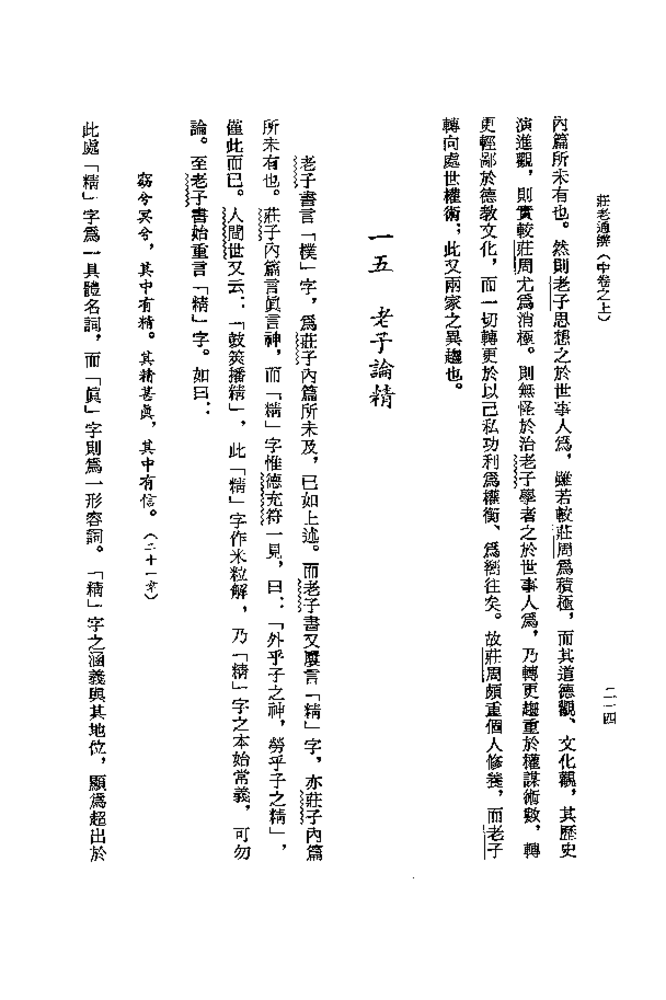 莊老通辨（中卷之上）
二一四
內篇所未有也。然則老子思想之於世事人爲，雖若較莊周爲積極，而其道德觀、文化觀，其歷史
演進觀，則實較莊周尤爲消極。則無怪於治老子學者之於世事人爲，乃轉更趨重於權謀術數，轉
更輕鄙於德教文化，而一切轉更於以己私功利爲權衡、爲嚮往矣。故莊周頗重個人修養，而老子
轉向處世權術；此又兩家之異趨也。
一五　老子論精
老子書言「樸」字，爲莊子內篇所未及，已如上述。而老子書又屢言「精」字，亦莊子內篇
所未有也。莊子內篇言眞言神，而「精」字惟德充符一見，曰：「外乎子之神，勞乎子之精」，
僅此而已。人間世又云：「鼓筴播精」，此「精」字作米粒解，乃「精」字之本始常義，可勿
論。至老子書始重言「精」字。如曰：
窈兮冥兮，其中有精。其精甚眞，其中有信。（二十一章）
此處「精」字爲一具體名詞，而「眞」字則爲一形容詞。「精」字之涵義與其地位，顯爲超出於